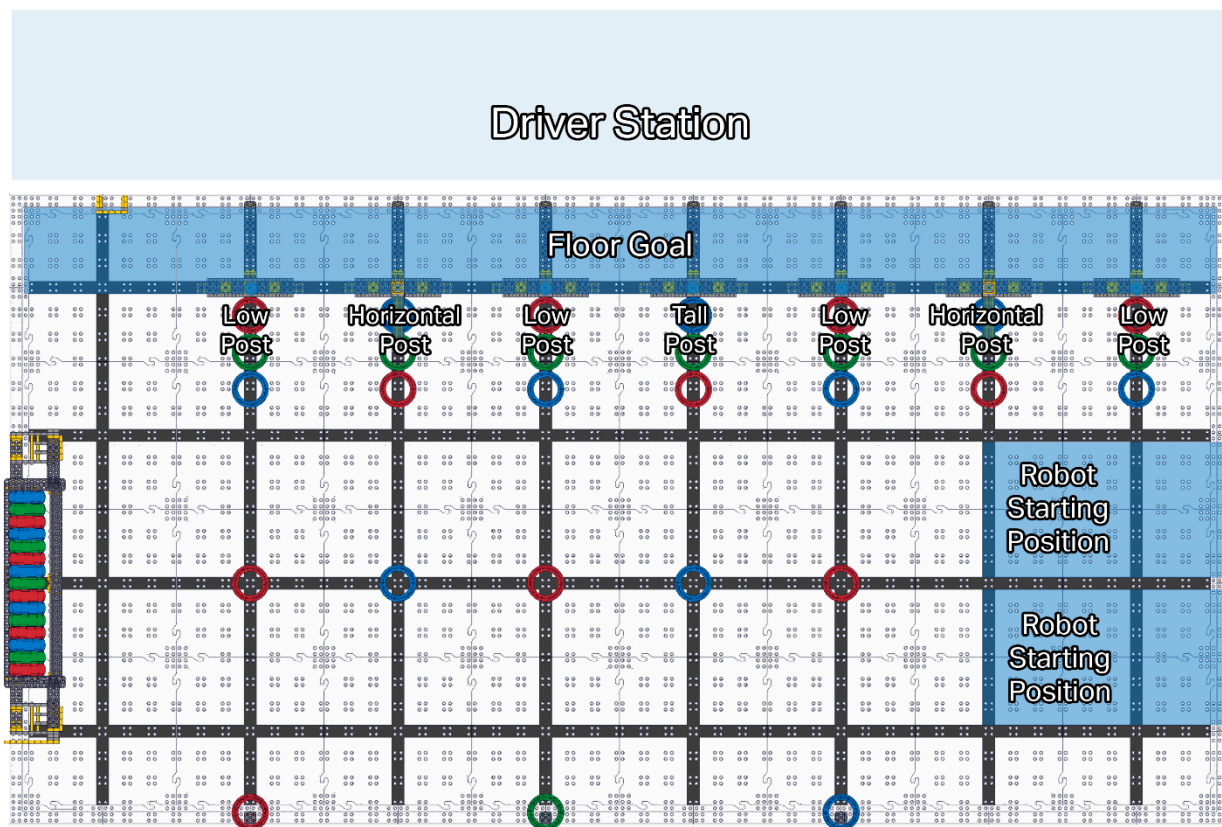 Driver Station
Floor Goal
Low
Post
Horizontal
Post
Low
Post
Tall
Post
Low
Post
Horizontal
Post
Low
Post
Robot
Starting
Position
Robot
Starting
Position